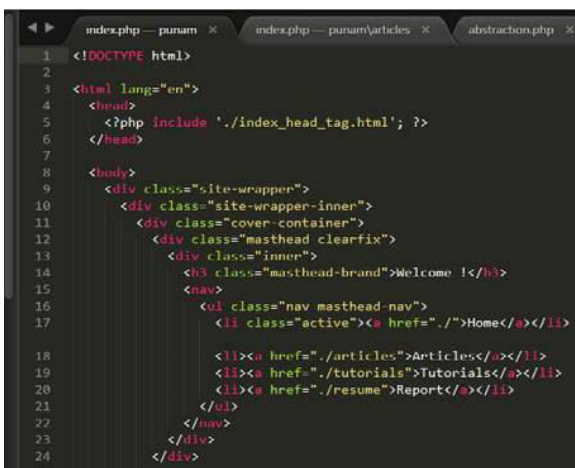 index.php — punam × index.php — punam\articles × abstraction.php ×
1 <!DOCTYPE html>
2
3 <html lang="en">
4 <head>
5 <?php include './index_head_tag.html'; ?>
6 </head>
7
8 <body>
9 <div class="site-wrapper">
10 <div class="site-wrapper-inner">
11 <div class="cover-container">
12 <div class="masthead clearfix">
13 <div class="inner">
14 <h3 class="masthead-brand">Welcome !</h3>
15 <nav>
16 <ul class="nav masthead-nav">
17 <li class="active"><a href="./">Home</a></li>
18 <li><a href="./articles">Articles</a></li>
19 <li><a href="./tutorials">Tutorials</a></li>
20 <li><a href="./resume">Report</a></li>
21 </ul>
22 </nav>
23 </div>
24 </div>